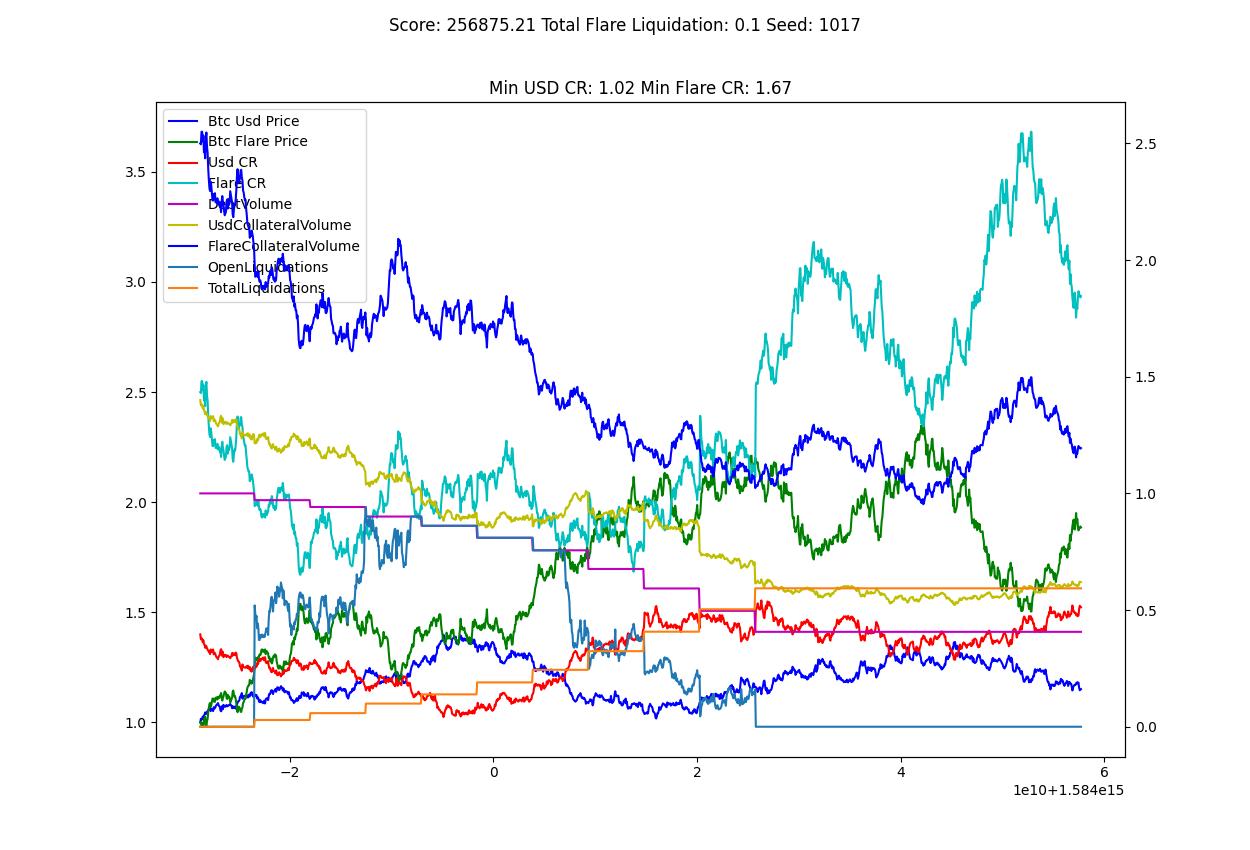 Score: 256875.21 Total Flare Liquidation: 0.1 Seed: 1017
Min USD CR: 1.02 Min Flare CR: 1.67
Btc Usd Price
Btc Flare Price
Usd CR
Flare CR
DebtVolume
UsdCollateralVolume
FlareCollateralVolume
OpenLiquidations
TotalLiquidations
3.5
3.0
2.5
2.0
1.5
1.0
2.5
2.0
1.5
1.0
0.5
0.0
−2
0
2
4
6
1e10+1.584e15